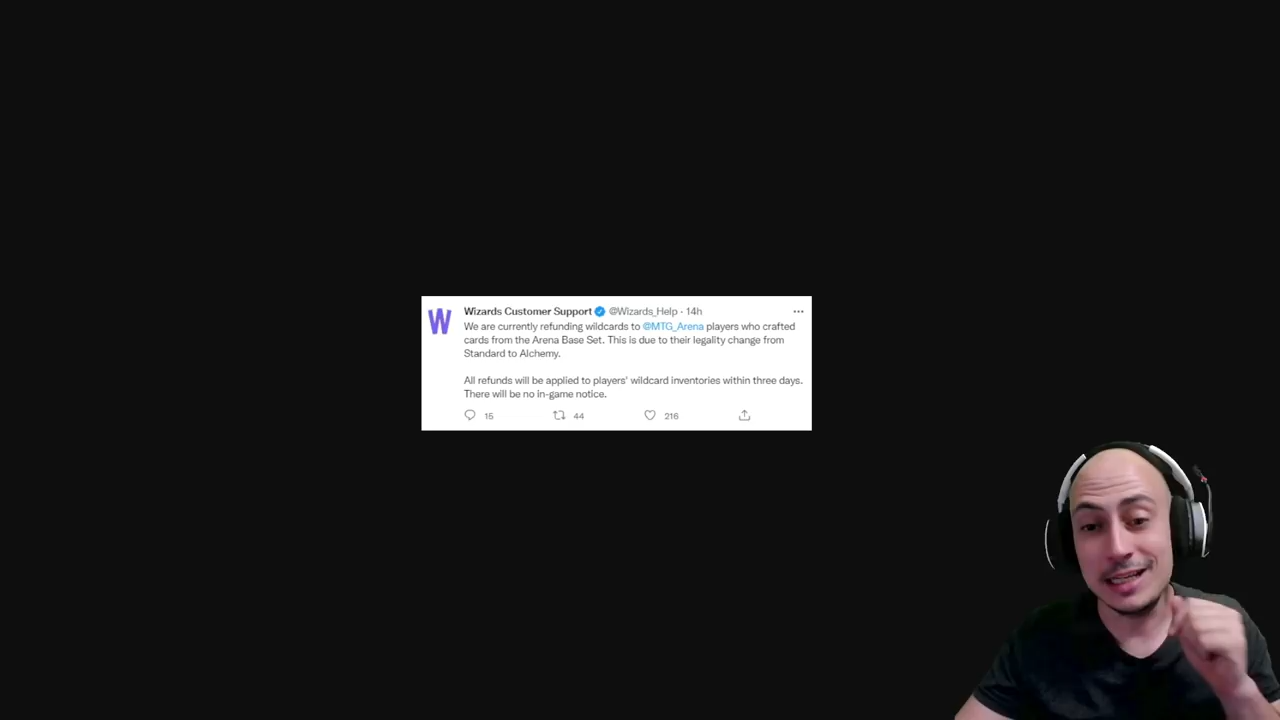 Wizards Customer Support @Wizards_Help · 14h
We are currently refunding wildcards to @MTG_Arena players who crafted
cards from the Arena Base Set. This is due to their legality change from
Standard to Alchemy.
All refunds will be applied to players' wildcard inventories within three days.
There will be no in-game notice.
15 44 216